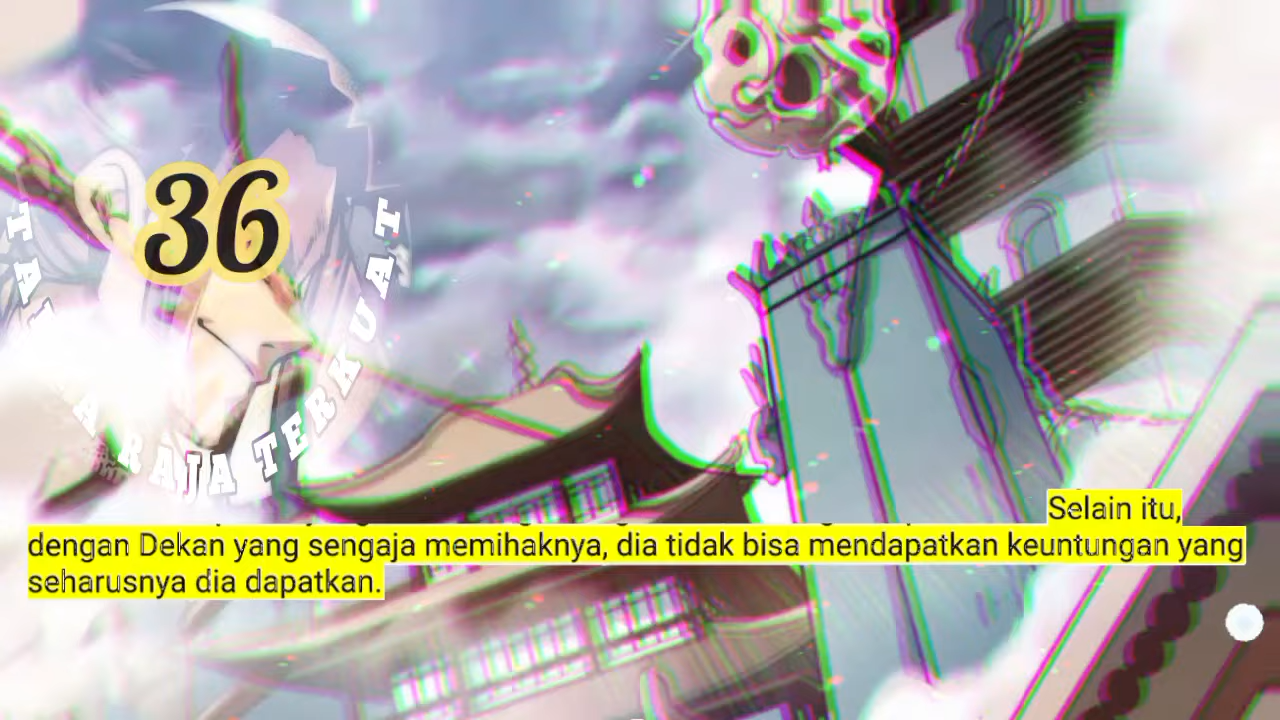 36
RAJA TERKUAT
Selain itu,
dengan Dekan yang sengaja memihaknya, dia tidak bisa mendapatkan keuntungan yang
seharusnya dia dapatkan.